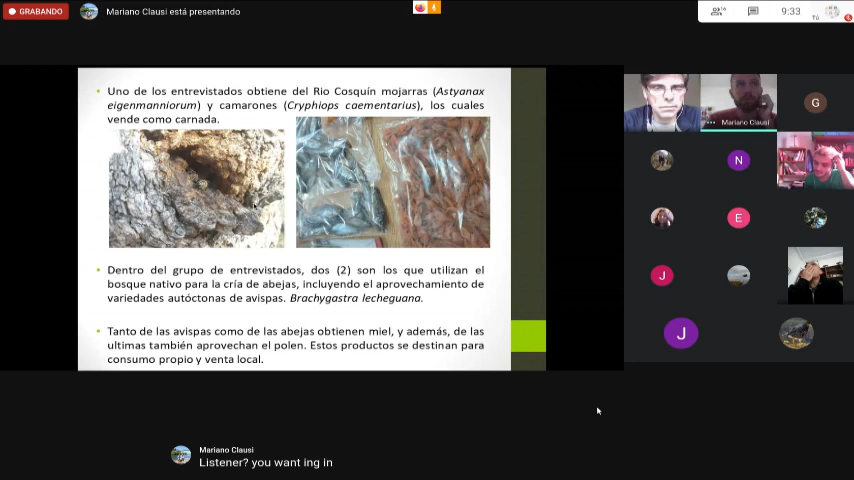 GRABANDO
Mariano Clausi está presentando
16
9:33
Tú
• Uno de los entrevistados obtiene del Rio Cosquín mojarras (Astyanax
eigenmanniorum) y camarones (Cryphiops caementarius), los cuales
vende como carnada.
• Dentro del grupo de entrevistados, dos (2) son los que utilizan el
bosque nativo para la cría de abejas, incluyendo el aprovechamiento de
variedades autóctonas de avispas. Brachygastra lecheguana.
• Tanto de las avispas como de las abejas obtienen miel, y además, de las
ultimas también aprovechan el polen. Estos productos se destinan para
consumo propio y venta local.
Mariano Clausi
G
N
E
J
J
Mariano Clausi
Listener? you want ing in